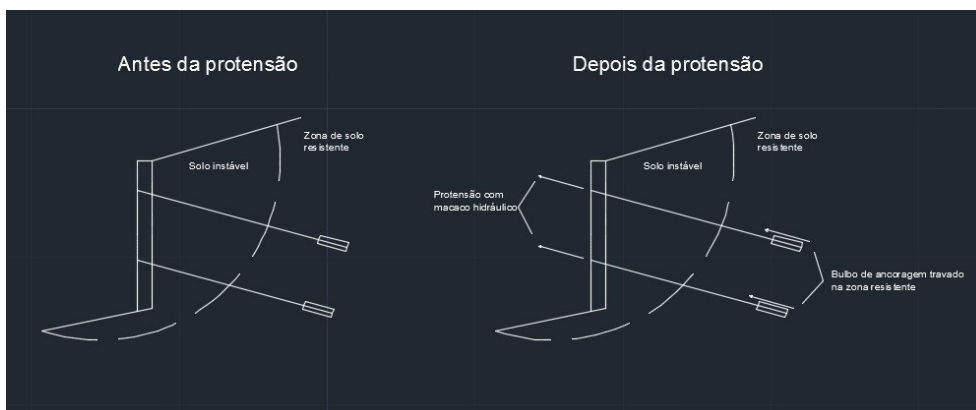 Antes da protensão
Zona de solo
resistente
Solo instável
Depois da protensão
Zona de solo
resistente
Solo instável
Protensão com
macaco hidráulico
Bulbo de ancoragem travado
na zona resistente